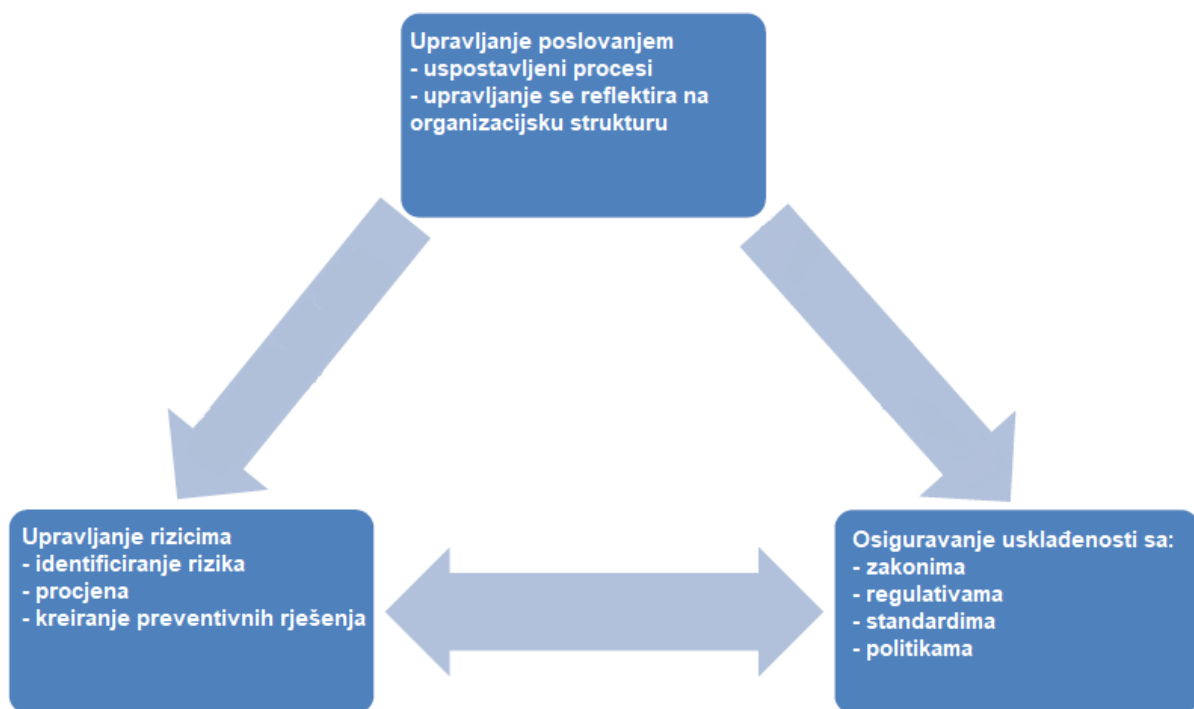 Upravljanje poslovanjem
- uspostavljeni procesi
- upravljanje se reflektira na
organizacijsku strukturu
Upravljanje rizicima
- identificiranje rizika
- procjena
- kreiranje preventivnih rješenja
Osiguravanje usklađenosti sa:
- zakonima
- regulativama
- standardima
- politikama